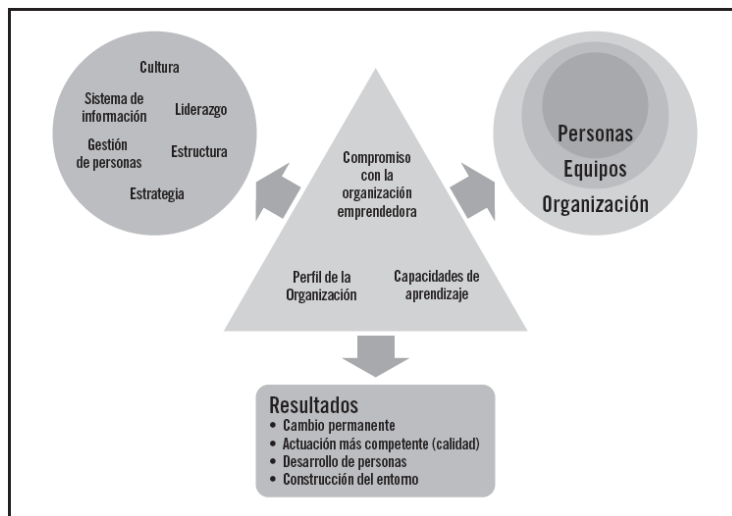 Cultura
Sistema de
información
Liderazgo
Gestión
de personas
Estructura
Estrategia
Compromiso
con la
organización
emprendedora
Perfil de la
Organización
Capacidades de
aprendizaje
Personas
Equipos
Organización
Resultados
• Cambio permanente
• Actuación más competente (calidad)
• Desarrollo de personas
• Construcción del entorno